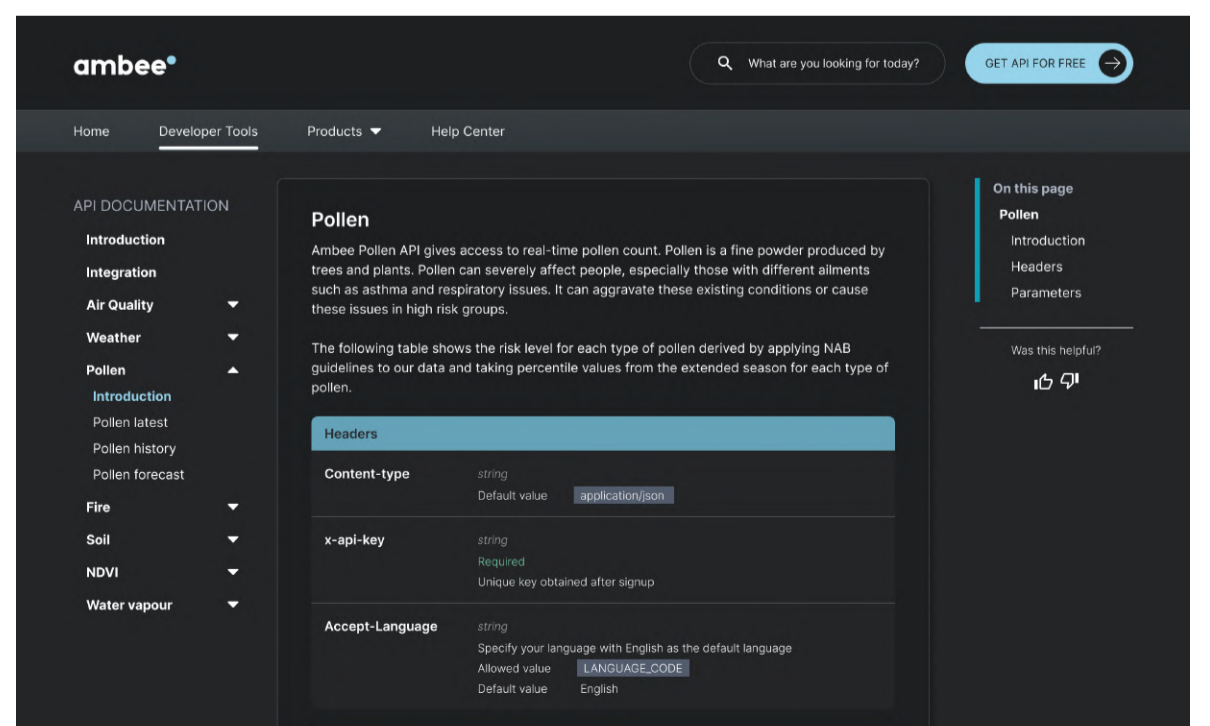 ambee
What are you looking for today?
GET API FOR FREE
Home
Developer Tools
Products
Help Center
API DOCUMENTATION
Introduction
Integration
Air Quality
Weather
Pollen
Introduction
Pollen latest
Pollen history
Pollen forecast
Fire
Soil
NDVI
Water vapour
Pollen
Ambee Pollen API gives access to real-time pollen count. Pollen is a fine powder produced by
trees and plants. Pollen can severely affect people, especially those with different ailments
such as asthma and respiratory issues. It can aggravate these existing conditions or cause
these issues in high risk groups.
The following table shows the risk level for each type of pollen derived by applying NAB
guidelines to our data and taking percentile values from the extended season for each type of
pollen.
Headers
Content-type
string
Default value application/json
x-api-key
string
Required
Unique key obtained after signup
Accept-Language
string
Specify your language with English as the default language
Allowed value LANGUAGE_CODE
Default value English
On this page
Pollen
Introduction
Headers
Parameters
Was this helpful?